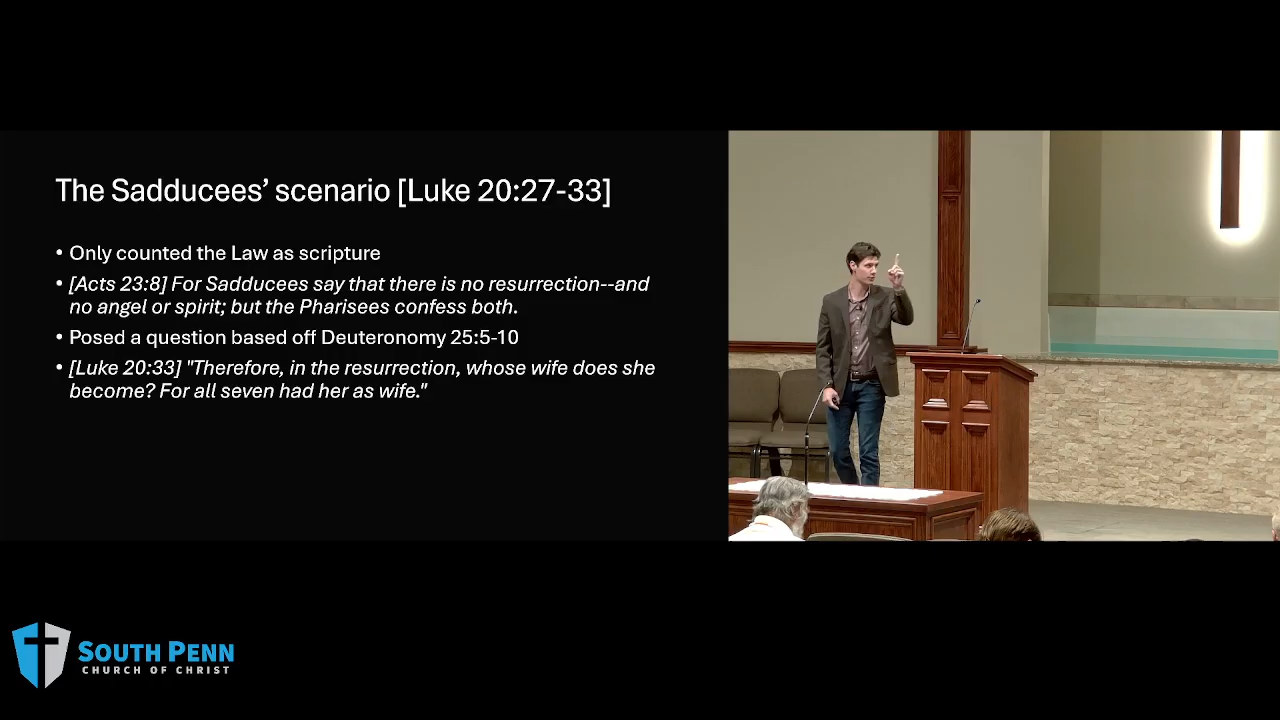 The Sadducees’ scenario [Luke 20:27-33]
• Only counted the Law as scripture
• [Acts 23:8] For Sadducees say that there is no resurrection--and
no angel or spirit; but the Pharisees confess both.
• Posed a question based off Deuteronomy 25:5-10
• [Luke 20:33] "Therefore, in the resurrection, whose wife does she
become? For all seven had her as wife."
SOUTH PENN
CHURCH OF CHRIST